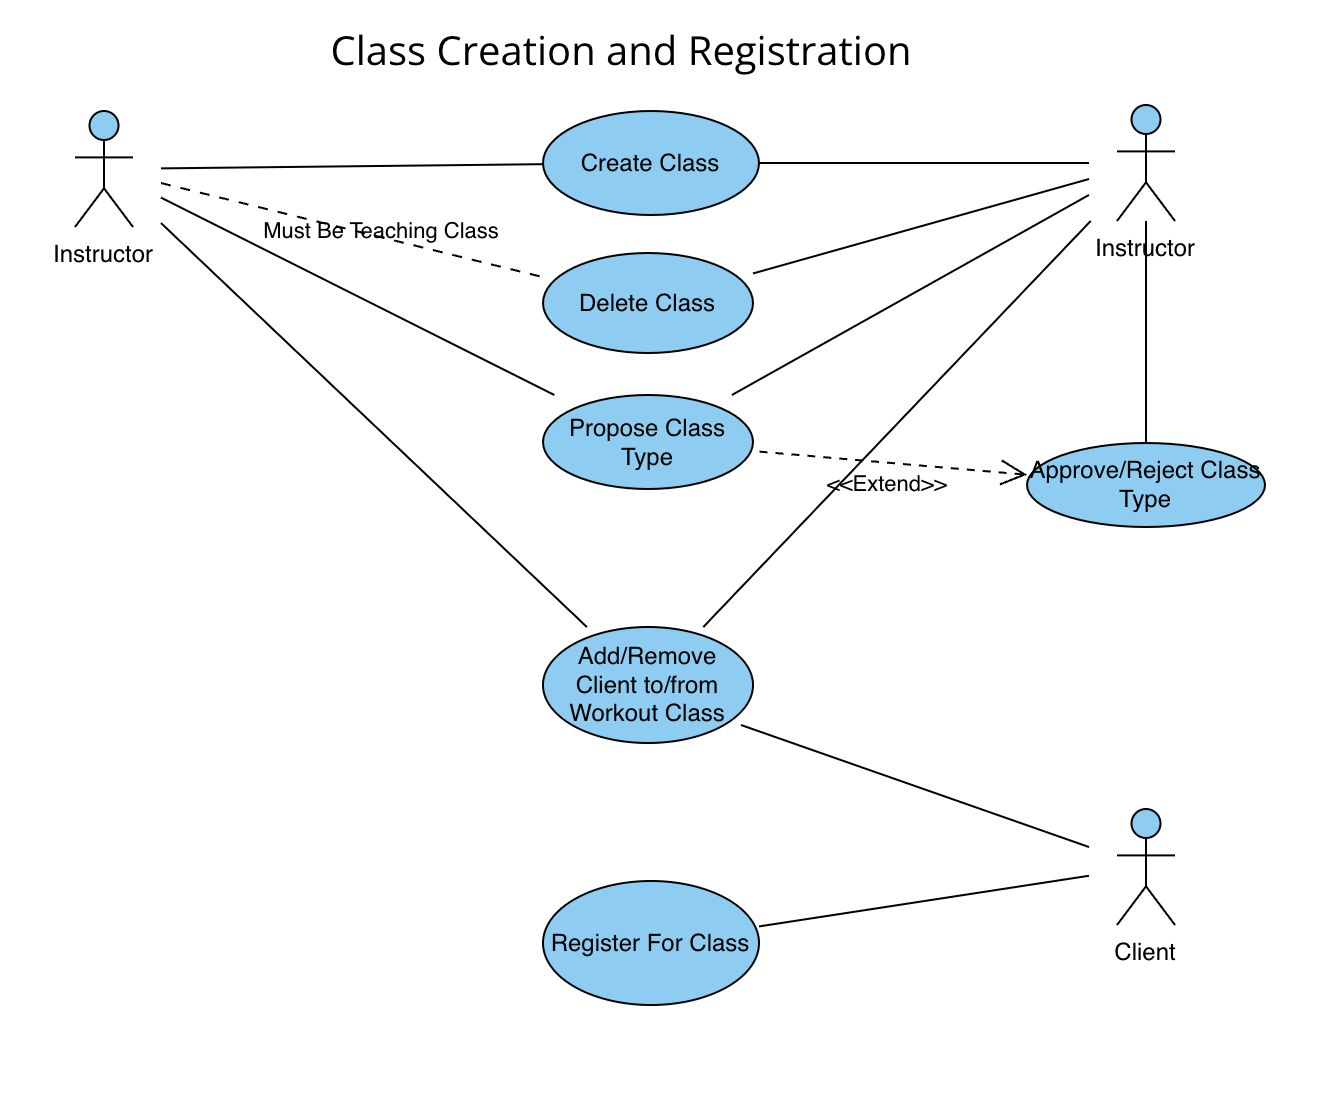 Class Creation and Registration
Instructor
Instructor
Create Class
Must Be Teaching Class
Delete Class
Propose Class
Type
<<Extend>>
Approve/Reject Class
Type
Add/Remove
Client to/from
Workout Class
Register For Class
Client